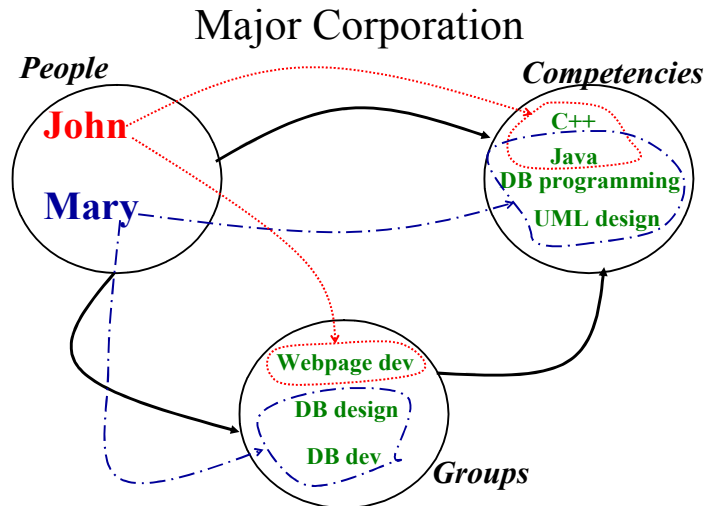 Major Corporation
People
Competencies
John
Mary
C++
Java
DB programming
UML design
Webpage dev
DB design
DB dev
Groups